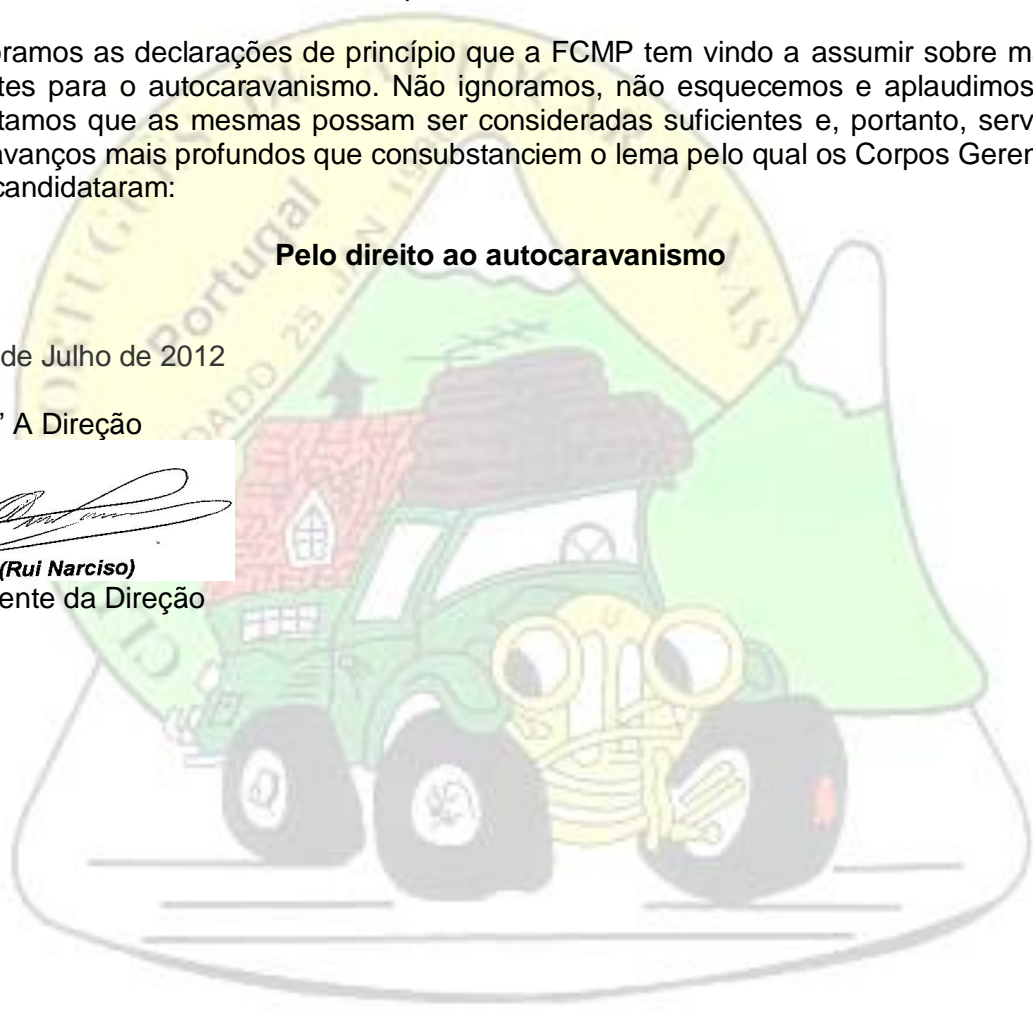 oramos as declarações de princípio que a FCMP tem vindo a assumir sobre m
tes para o autocaravanismo. Não ignoramos, não esquecemos e aplaudimos
tamos que as mesmas possam ser consideradas suficientes e, portanto, serv
avanços mais profundos que consubstanciem o lema pelo qual os Corpos Geren
candidataram:
Pelo direito ao autocaravanismo
de Julho de 2012
” A Direção
(Rui Narciso)
ente da Direção
Portugal